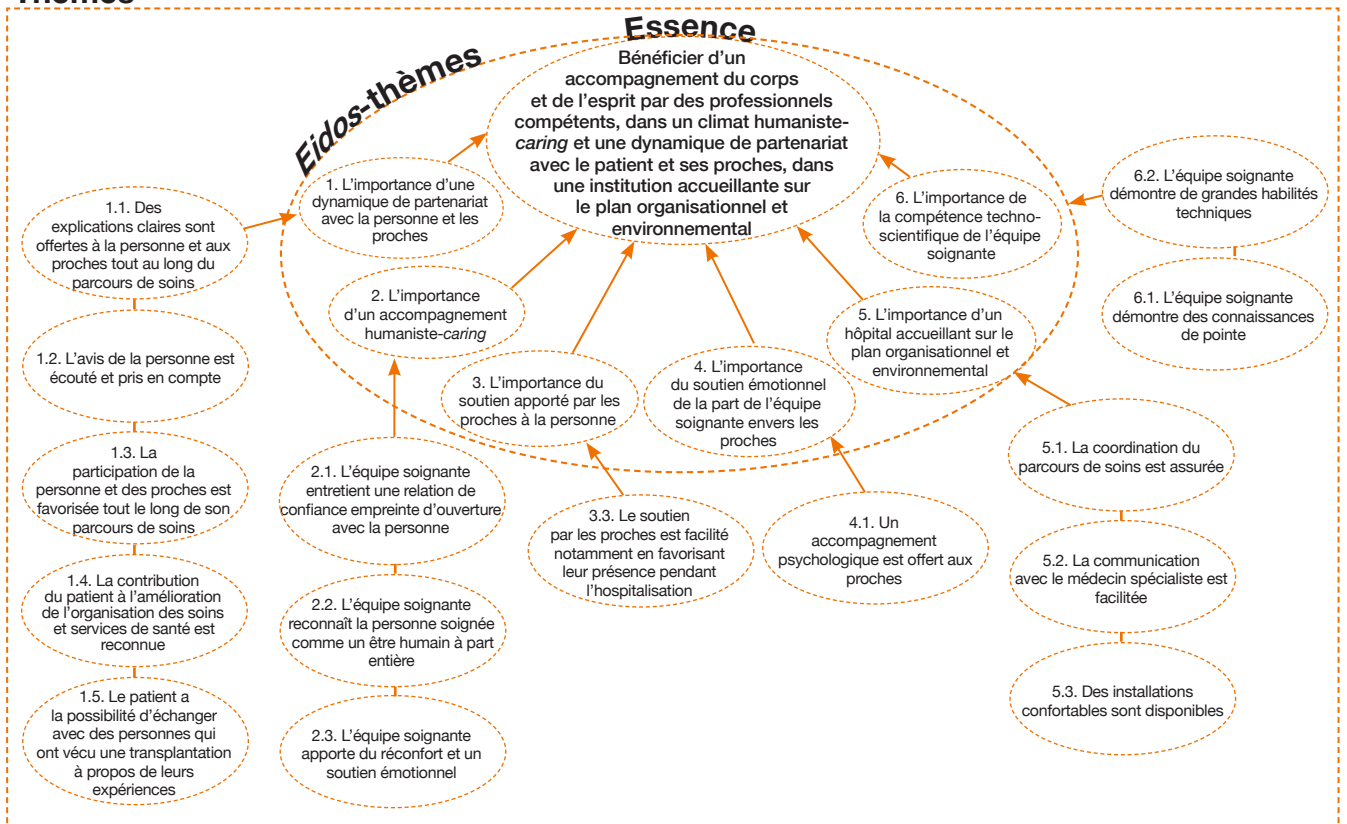 Thèmes
Essence
Eidos-thèmes
Bénéficier d’un
accompagnement du corps
et de l’esprit par des professionnels
compétents, dans un climat humaniste-
caring et une dynamique de partenariat
avec le patient et ses proches, dans
une institution accueillante sur
le plan organisationnel et
environnemental
1. L’importance d’une
dynamique de partenariat
avec la personne et les
proches
2. L’importance
d’un accompagnement
humaniste-caring
3. L’importance du
soutien apporté par les
proches à la personne
4. L’importance
du soutien émotionnel
de la part de l’équipe
soignante envers les
proches
5. L’importance d’un
hôpital accueillant sur le
plan organisationnel et
environnemental
6. L’importance de
la compétence techno-
scientifique de l’équipe
soignante
1.1. Des
explications claires sont
offertes à la personne et aux
proches tout au long du
parcours de soins
1.2. L’avis de la personne est
écouté et pris en compte
1.3. La
participation de la
personne et des proches est
favorisée tout le long de son
parcours de soins
1.4. La contribution
du patient à l’amélioration
de l’organisation des soins
et services de santé est
reconnue
1.5. Le patient a
la possibilité d’échanger
avec des personnes qui
ont vécu une transplantation
à propos de leurs
expériences
2.1. L’équipe soignante
entretient une relation de
confiance empreinte d’ouverture
avec la personne
2.2. L’équipe soignante
reconnaît la personne soignée
comme un être humain à part
entière
2.3. L’équipe soignante
apporte du réconfort et un
soutien émotionnel
3.3. Le soutien
par les proches est facilité
notamment en favorisant
leur présence pendant
l’hospitalisation
4.1. Un
accompagnement
psychologique est offert aux
proches
5.1. La coordination du
parcours de soins est assurée
5.2. La communication
avec le médecin spécialiste est
facilitée
5.3. Des installations
confortables sont disponibles
6.2. L’équipe soignante
démontre de grandes habilités
techniques
6.1. L’équipe soignante
démontre des connaissances
de pointe